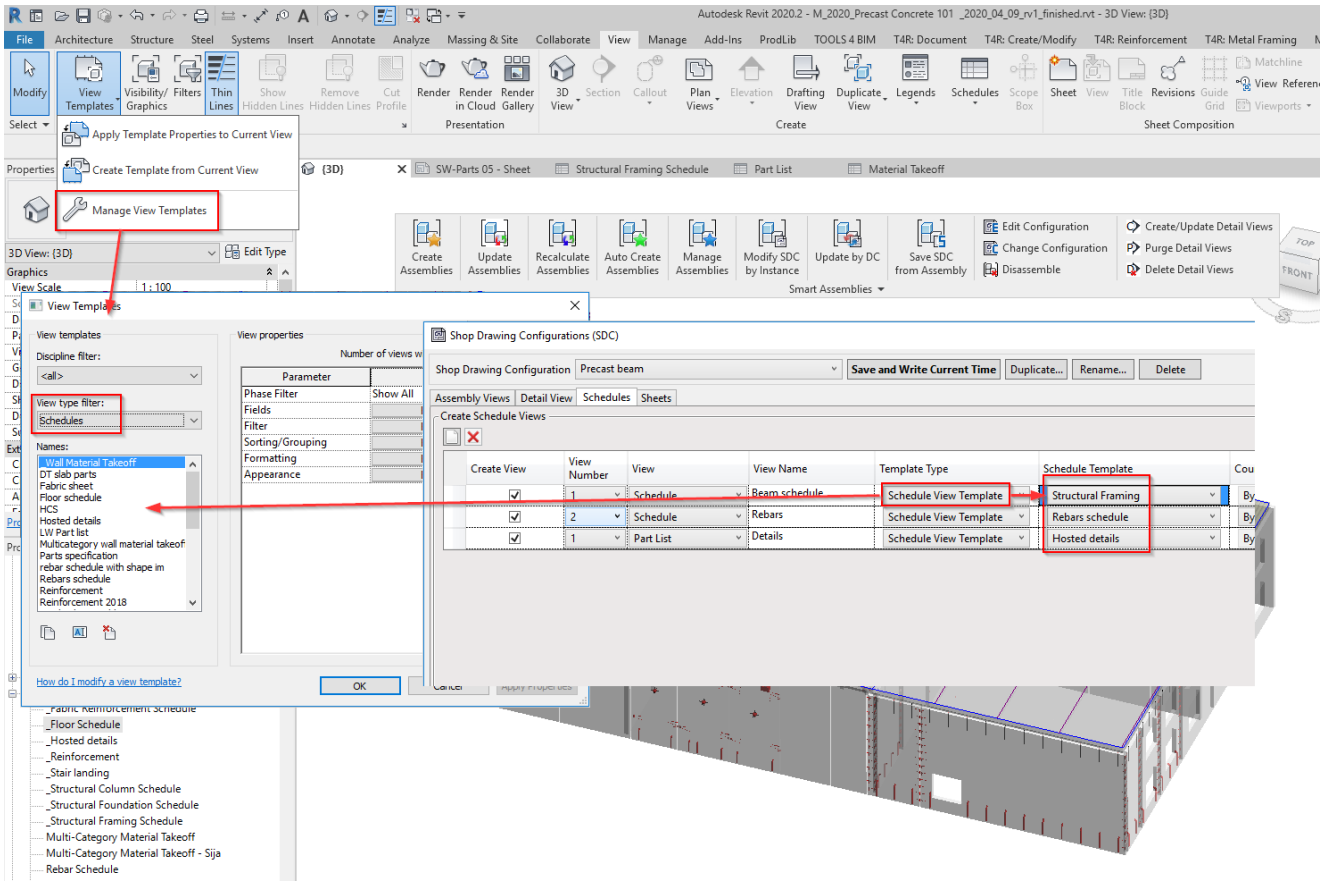 Autodesk Revit 2020.2 - M_2020_Precast Concrete 101 _2020_04_09_rv1_finished.rvt - 3D View: {3D}
File Architecture Structure Steel Systems Insert Annotate Analyze Massing & Site Collaborate View Manage Add-Ins ProdLib TOOLS 4 BIM T4R: Document T4R: Create/Modify T4R: Reinforcement T4R: Metal Framing
Modify
View Templates
Visibility/ Graphics
Filters
Thin Lines
Show Hidden Lines
Remove Hidden Lines
Cut Profile
Render
Render in Cloud
Render Gallery
3D View
Section
Callout
Plan Views
Elevation
Drafting View
Duplicate View
Legends
Schedules
Scope Box
Sheet
View
Title Block
Revisions
Guide Grid
Matchline
View Referen
Viewports
Select
Presentation
Create
Sheet Composition
Apply Template Properties to Current View
Create Template from Current View
Manage View Templates
Properties
{3D}
SW-Parts 05 - Sheet
Structural Framing Schedule
Part List
Material Takeoff
Create Assemblies
Update Assemblies
Recalculate Assemblies
Auto Create Assemblies
Manage Assemblies
Modify SDC by Instance
Update by DC
Save SDC from Assembly
Edit Configuration
Change Configuration
Disassemble
Create/Update Detail Views
Purge Detail Views
Delete Detail Views
Smart Assemblies
TOP
FRONT
S
3D View: {3D}
Edit Type
Graphics
View Scale
1 : 100
View Templates
View templates
Discipline filter:
<all>
View type filter:
Schedules
Names:
_Wall Material Takeoff
DT slab parts
Fabric sheet
Floor schedule
HCS
Hosted details
LW Part list
Multicategory wall material takeof
Parts specification
rebar schedule with shape im
Rebars schedule
Reinforcement
Reinforcement 2018
How do I modify a view template?
View properties
Number of views w
Parameter
Phase Filter Show All
Fields
Filter
Sorting/Grouping
Formatting
Appearance
OK
Cancel
Apply Properties
Shop Drawing Configurations (SDC)
Shop Drawing Configuration Precast beam Save and Write Current Time Duplicate... Rename... Delete
Assembly Views Detail View Schedules Sheets
Create Schedule Views
Create View View Number View View Name Template Type Schedule Template Cou
1 Schedule Beam schedule Schedule View Template Structural Framing By
2 Schedule Rebars Schedule View Template Rebars schedule By
1 Part List Details Schedule View Template Hosted details By
_Fabric Reinforcement Schedule
_Floor Schedule
_Hosted details
_Reinforcement
_Stair landing
_Structural Column Schedule
_Structural Foundation Schedule
_Structural Framing Schedule
Multi-Category Material Takeoff
Multi-Category Material Takeoff - Sija
Rebar Schedule